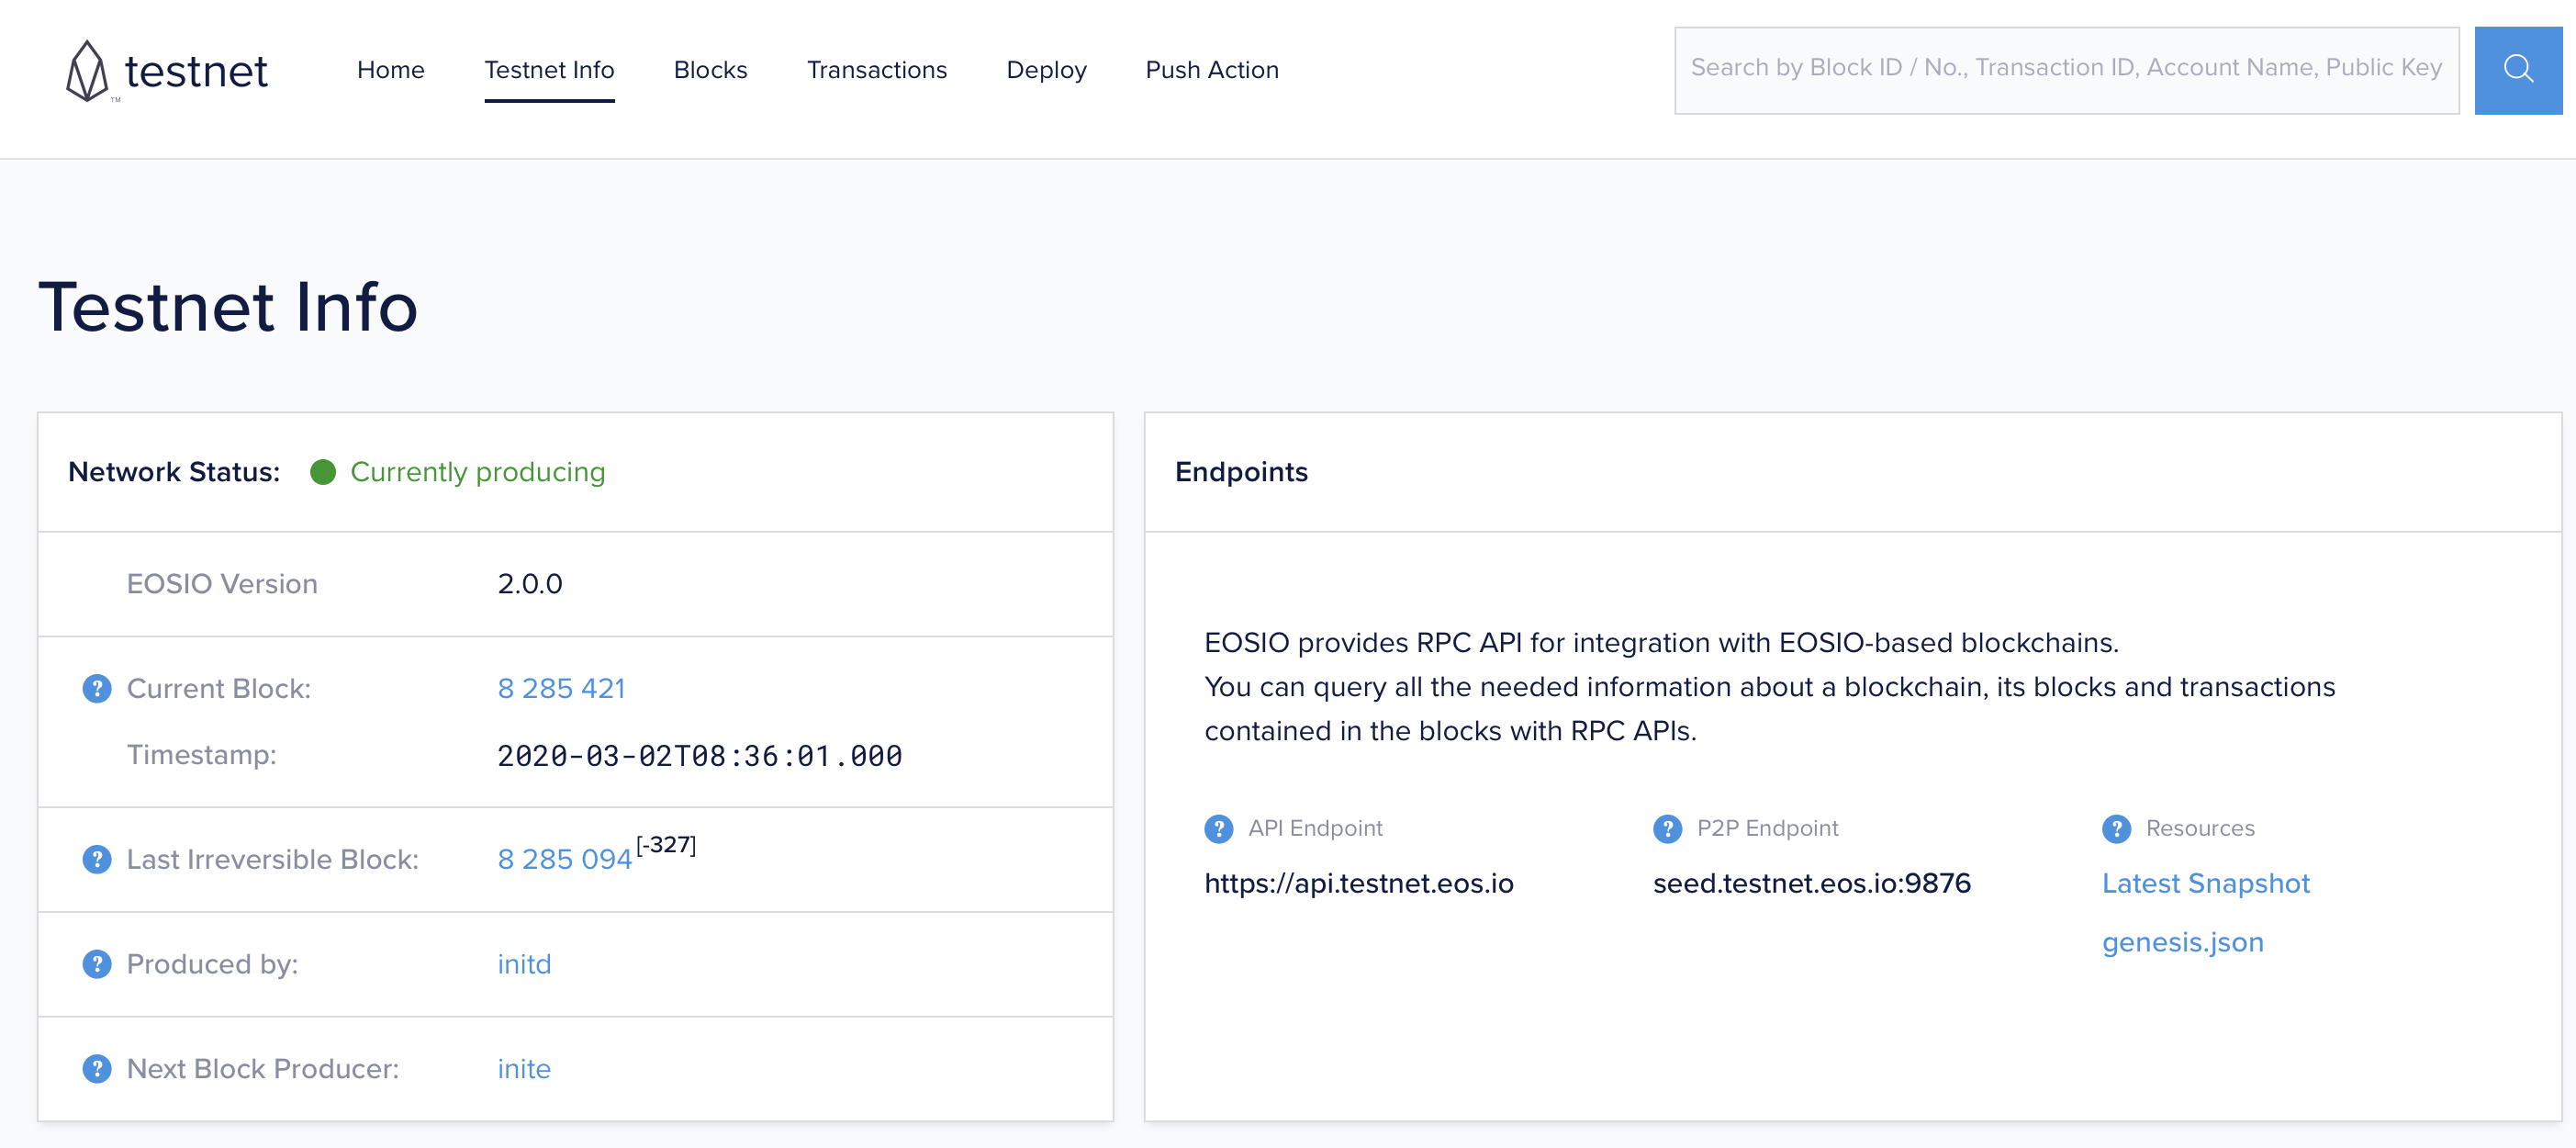 testnet
TM
Home
Testnet Info
Blocks
Transactions
Deploy
Push Action
Search by Block ID / No., Transaction ID, Account Name, Public Key
Testnet Info
Network Status: Currently producing
EOSIO Version 2.0.0
? Current Block: 8 285 421
Timestamp: 2020-03-02T08:36:01.000
? Last Irreversible Block: 8 285 094 [-327]
? Produced by: initd
? Next Block Producer: inite
Endpoints
EOSIO provides RPC API for integration with EOSIO-based blockchains.
You can query all the needed information about a blockchain, its blocks and transactions
contained in the blocks with RPC APIs.
? API Endpoint
https://api.testnet.eos.io
? P2P Endpoint
seed.testnet.eos.io:9876
? Resources
Latest Snapshot
genesis.json